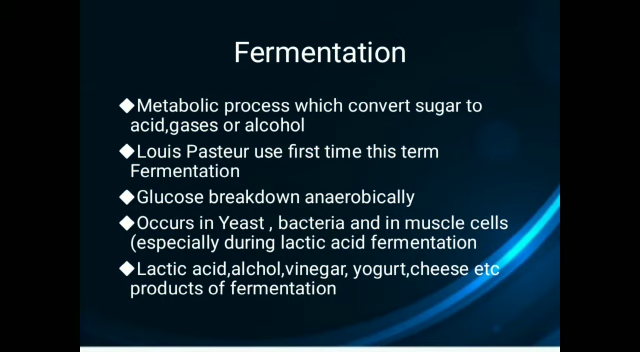 Fermentation
◆Metabolic process which convert sugar to
acid,gases or alcohol
◆Louis Pasteur use first time this term
Fermentation
◆Glucose breakdown anaerobically
◆Occurs in Yeast , bacteria and in muscle cells
(especially during lactic acid fermentation
◆Lactic acid,alchol,vinegar, yogurt,cheese etc
products of fermentation